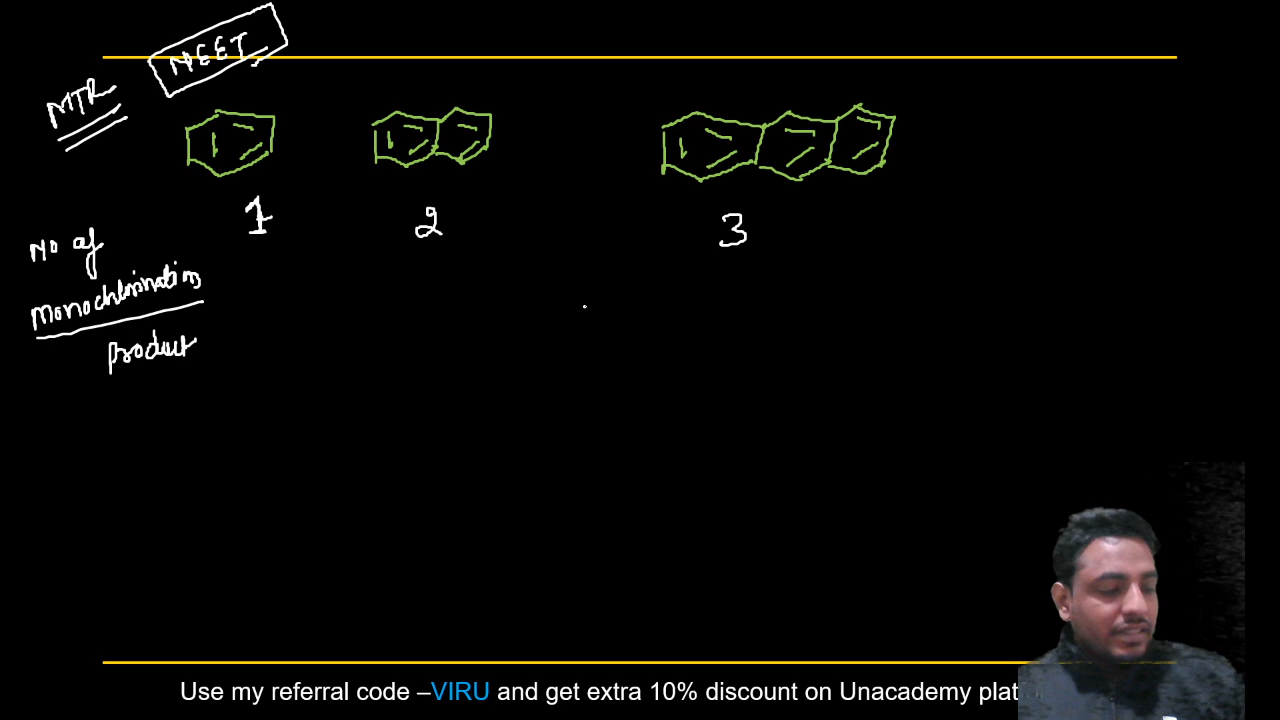 NEET
MTR
1 2 3
No of
Monochlorination
product
Use my referral code –VIRU and get extra 10% discount on Unacademy